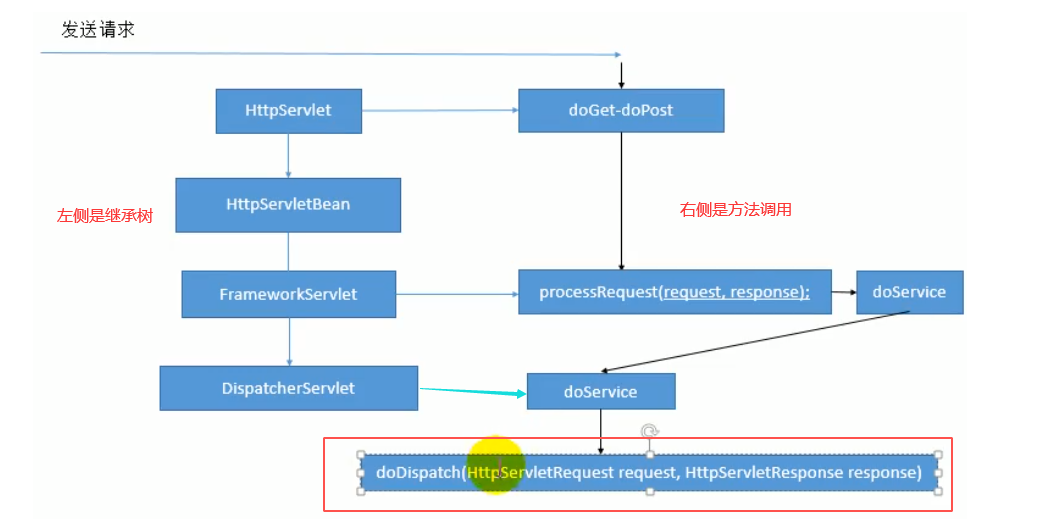 发送请求
HttpServlet
doGet-doPost
HttpServletBean
左侧是继承树
右侧是方法调用
FrameworkServlet
processRequest(request, response);
doService
DispatcherServlet
doService
doDispatch(HttpServletRequest request, HttpServletResponse response)